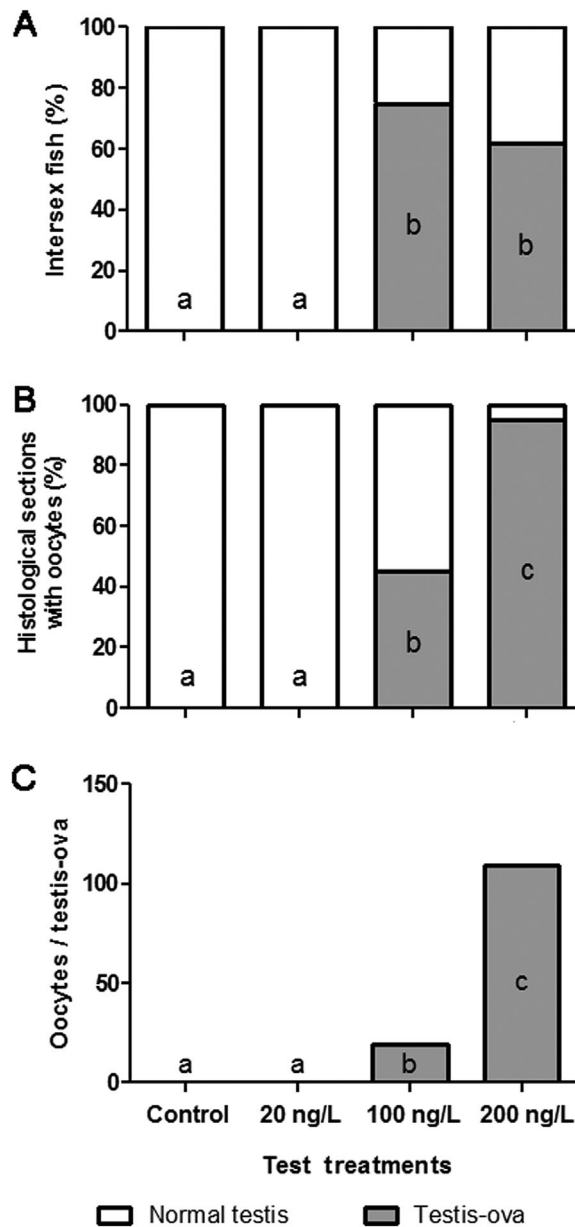 A
Intersex fish (%)
100
80
60
40
20
0
a
a
b
b
B
Histological sections
with oocytes (%)
100
80
60
40
20
0
a
a
b
c
C
Oocytes / testis-ova
150
100
50
0
a
a
b
c
Control 20 ng/L 100 ng/L 200 ng/L
Test treatments
Normal testis Testis-ova